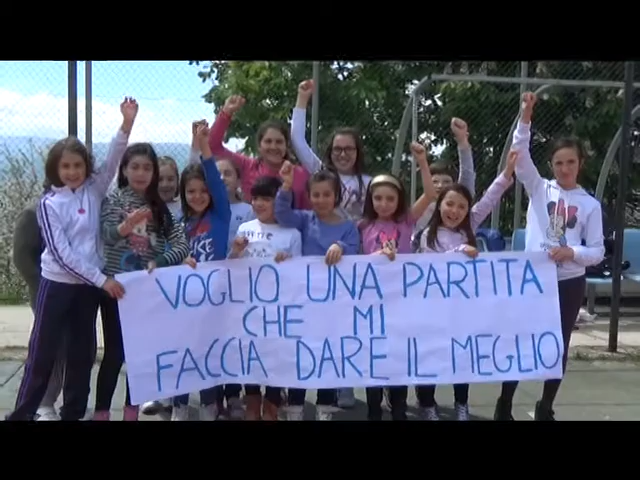 VOGLIO UNA PARTITA
CHE MI
FACCIA DARE IL MEGLIO